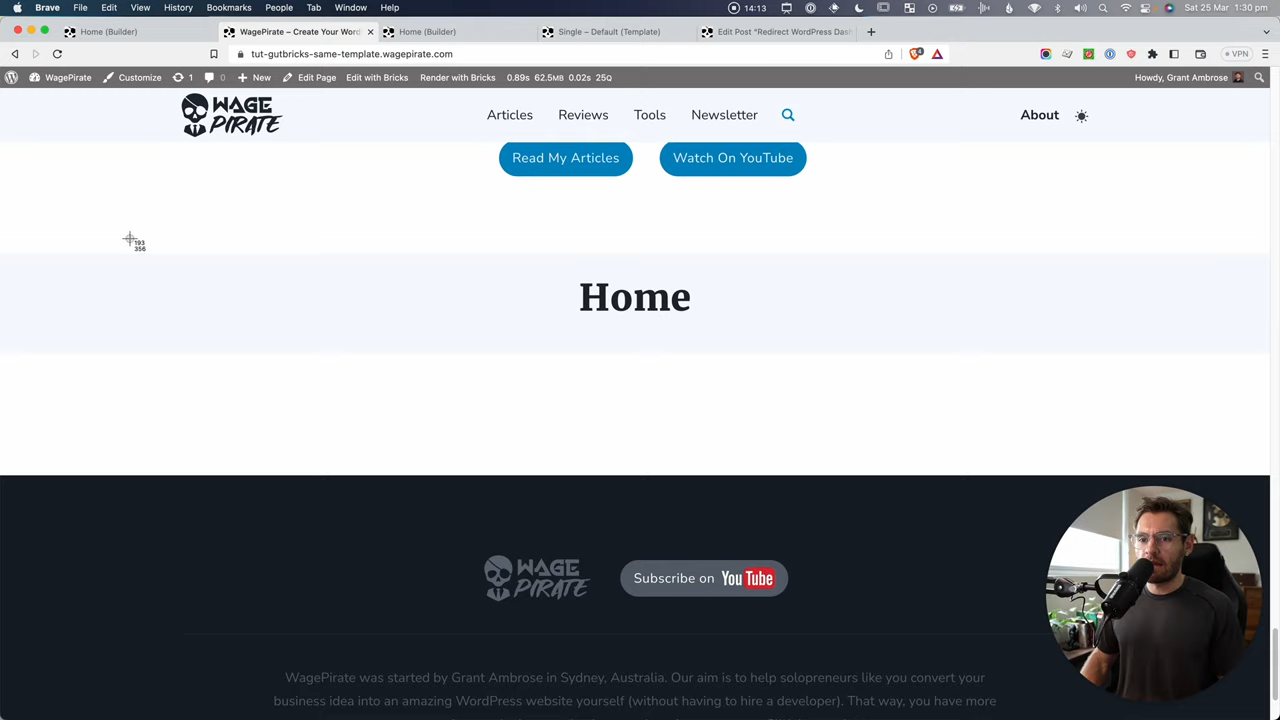 Brave File Edit View History Bookmarks People Tab Window Help 14:13 Sat 25 Mar 1:30 pm
Home (Builder) WagePirate – Create Your Word Home (Builder) Single – Default (Template) Edit Post “Redirect WordPress Dash
tut-gutbricks-same-template.wagepirate.com VPN
WagePirate Customize 1 0 New Edit Page Edit with Bricks Render with Bricks 0.89s 62.5MB 0.02s 25Q Howdy, Grant Ambrose
WAGE PIRATE Articles Reviews Tools Newsletter About
Read My Articles Watch On YouTube
193
356
Home
WAGE PIRATE Subscribe on YouTube
WagePirate was started by Grant Ambrose in Sydney, Australia. Our aim is to help solopreneurs like you convert your
business idea into an amazing WordPress website yourself (without having to hire a developer). That way, you have more